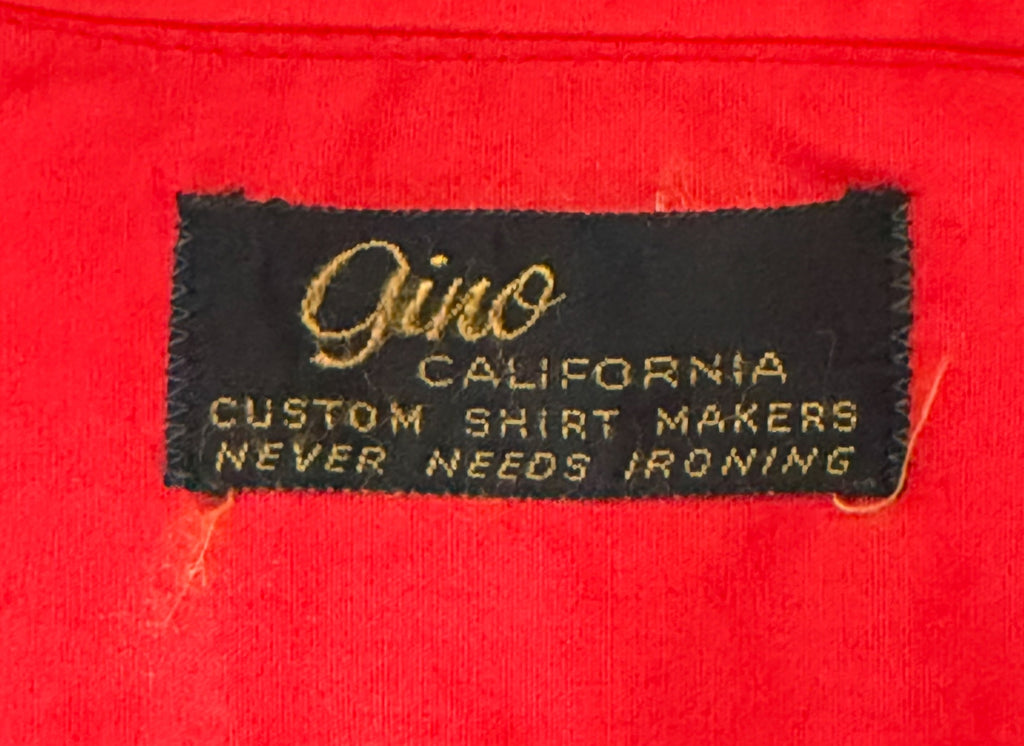 Gino
CALIFORNIA
CUSTOM SHIRT MAKERS
NEVER NEEDS IRONING